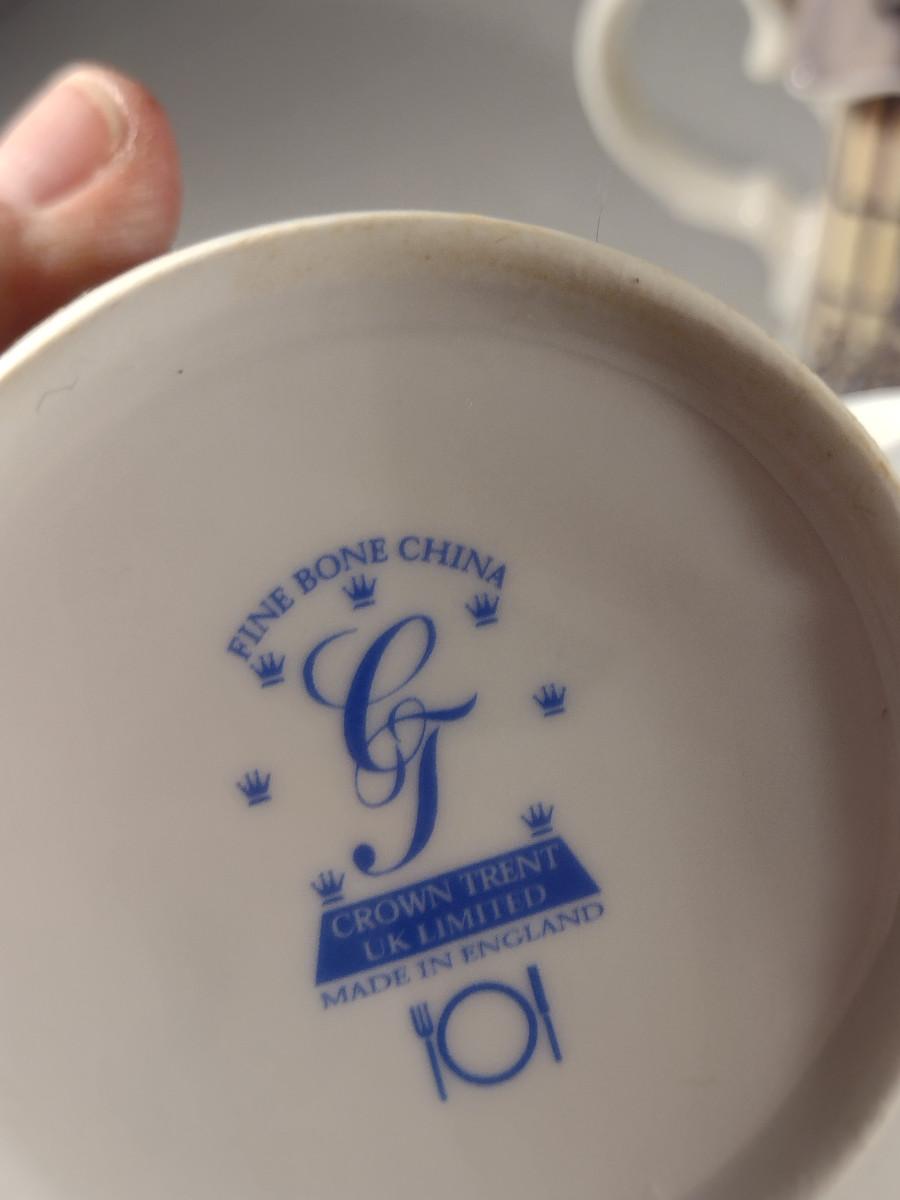 FINE BONE CHINA
CT
CROWN TRENT
UK LIMITED
MADE IN ENGLAND